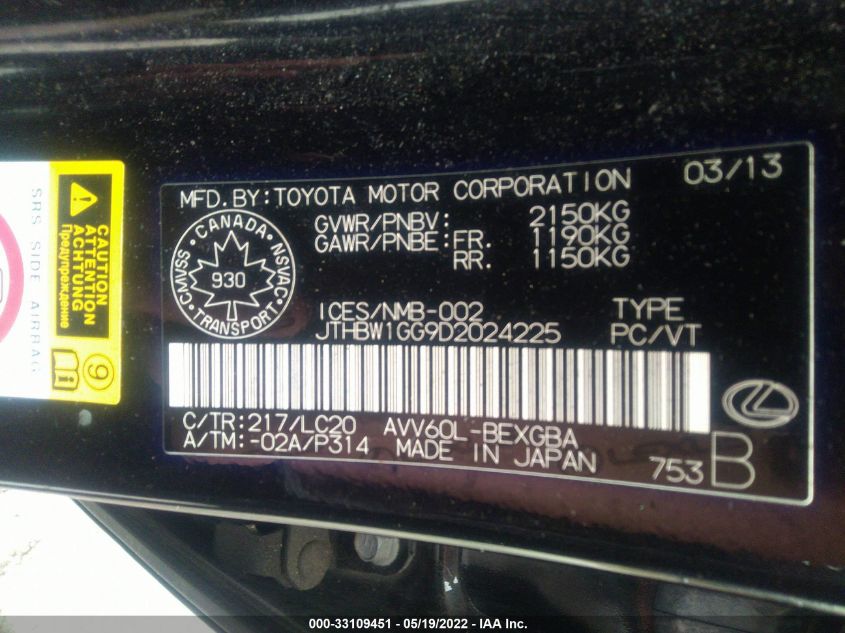 SRS SIDE AIRBAG
CAUTION
ATTENTION
ACHTUNG
Предупреждение
9
MFD.BY:TOYOTA MOTOR CORPORATION 03/13
GVWR/PNBV: 2150KG
GAWR/PNBE:FR. 1190KG
RR. 1150KG
CMVSS•CANADA•NSVAC•TRANSPORT•
930
ICES/NMB-002 TYPE
JTHBW1GG9D2024225 PC/VT
C/TR:217/LC20 AVV60L-BEXGBA
A/TM:-02A/P314 MADE IN JAPAN 753 B
000-33109451 - 05/19/2022 - IAA Inc.